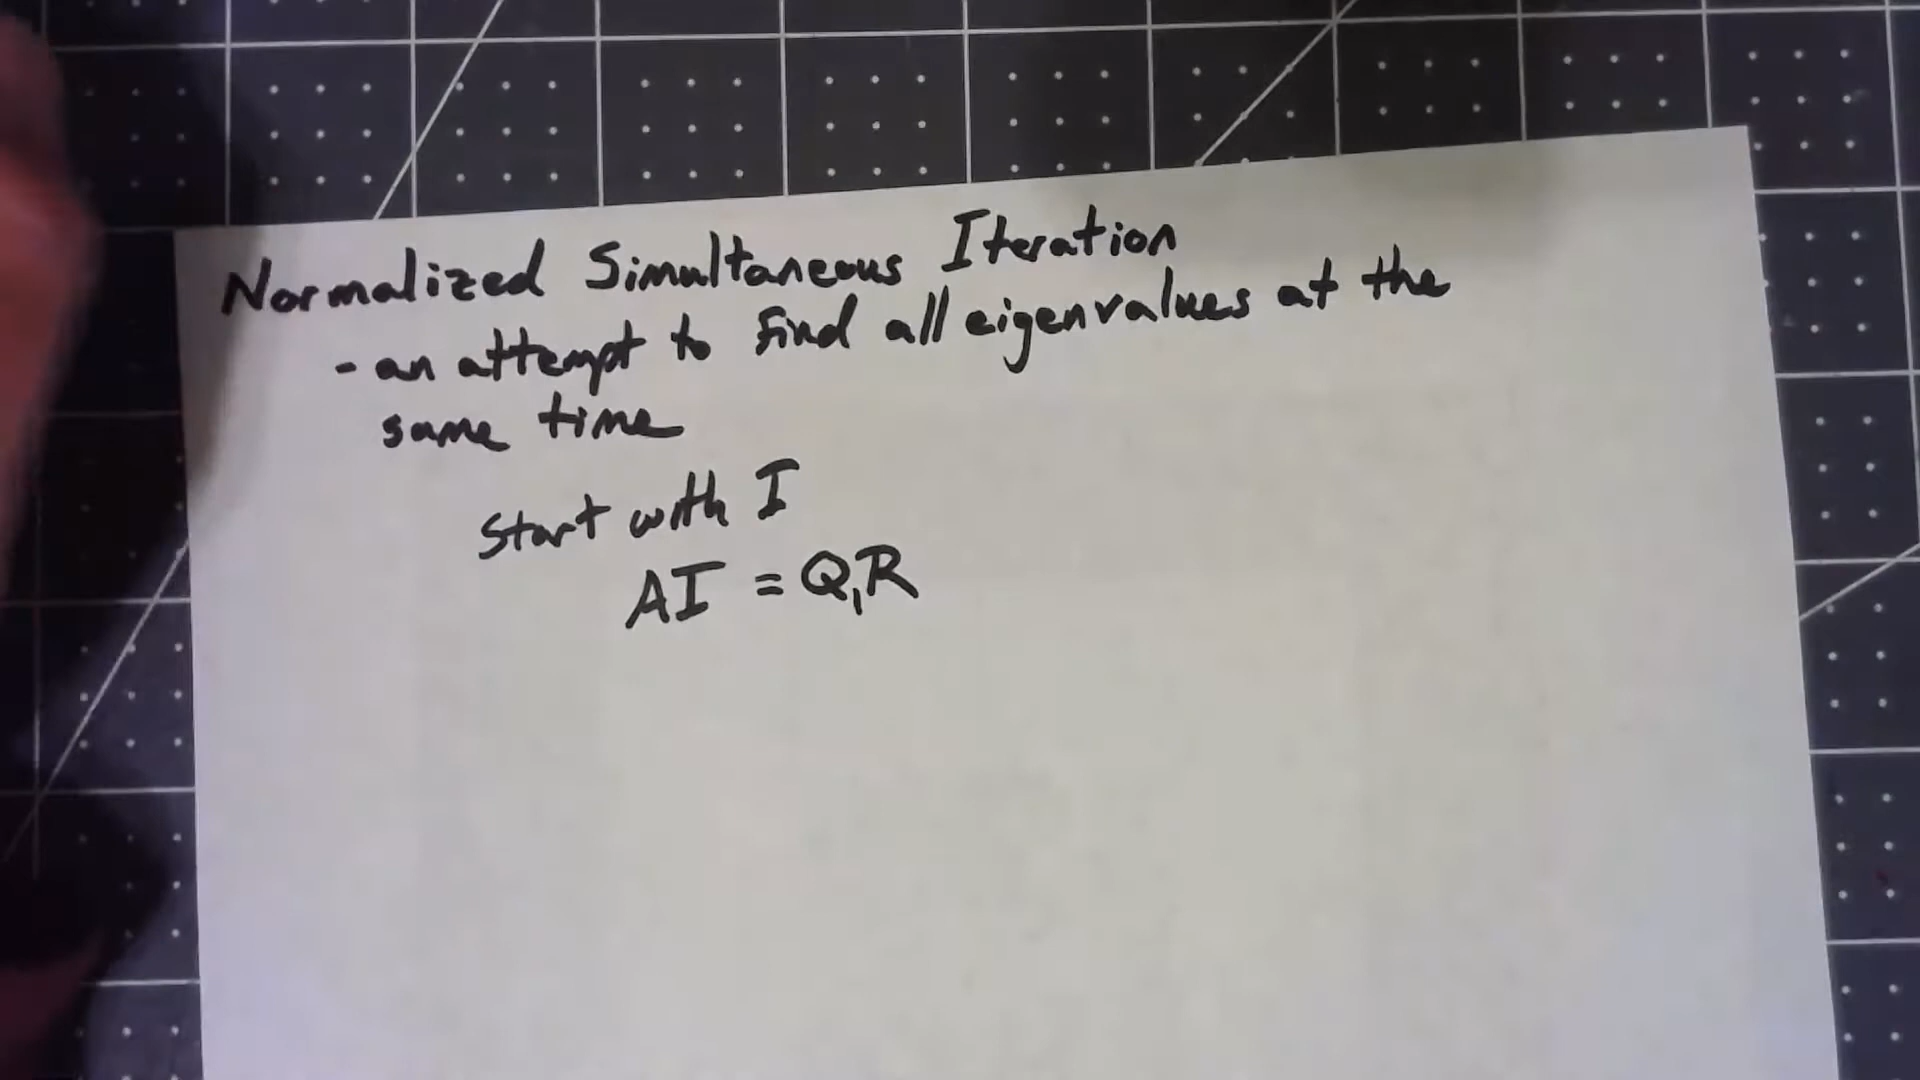 Normalized Simultaneous Iteration
- an attempt to find all eigenvalues at the
same time
Start with I
AI = Q₁R